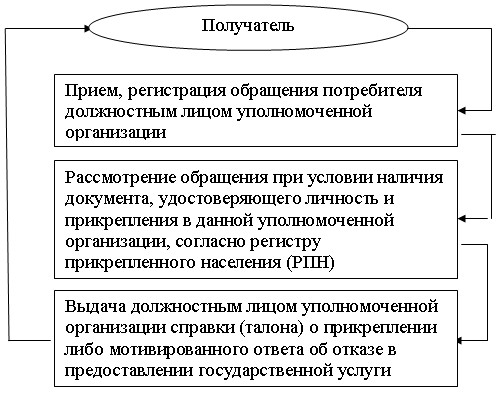 Получатель
Прием, регистрация обращения потребителя
должностным лицом уполномоченной
организации
Рассмотрение обращения при условии наличия
документа, удостоверяющего личность и
прикрепления в данной уполномоченной
организации, согласно регистру
прикрепленного населения (РПН)
Выдача должностным лицом уполномоченной
организации справки (талона) о прикреплении
либо мотивированного ответа об отказе в
предоставлении государственной услуги